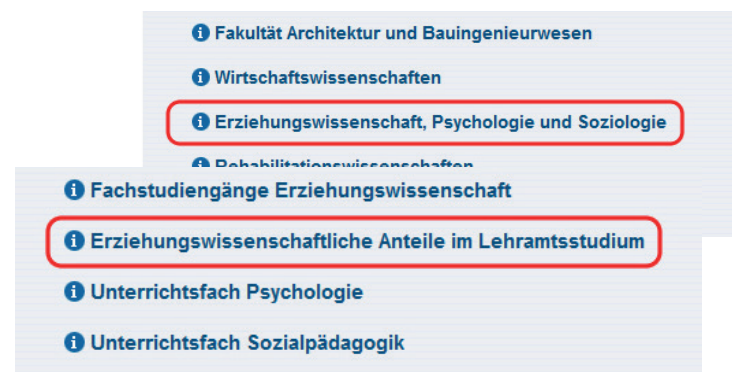 Fakultät Architektur und Bauingenieurwesen
Wirtschaftswissenschaften
Erziehungswissenschaft, Psychologie und Soziologie
Rehabilitationswissenschaften
Fachstudiengänge Erziehungswissenschaft
Erziehungswissenschaftliche Anteile im Lehramtsstudium
Unterrichtsfach Psychologie
Unterrichtsfach Sozialpädagogik